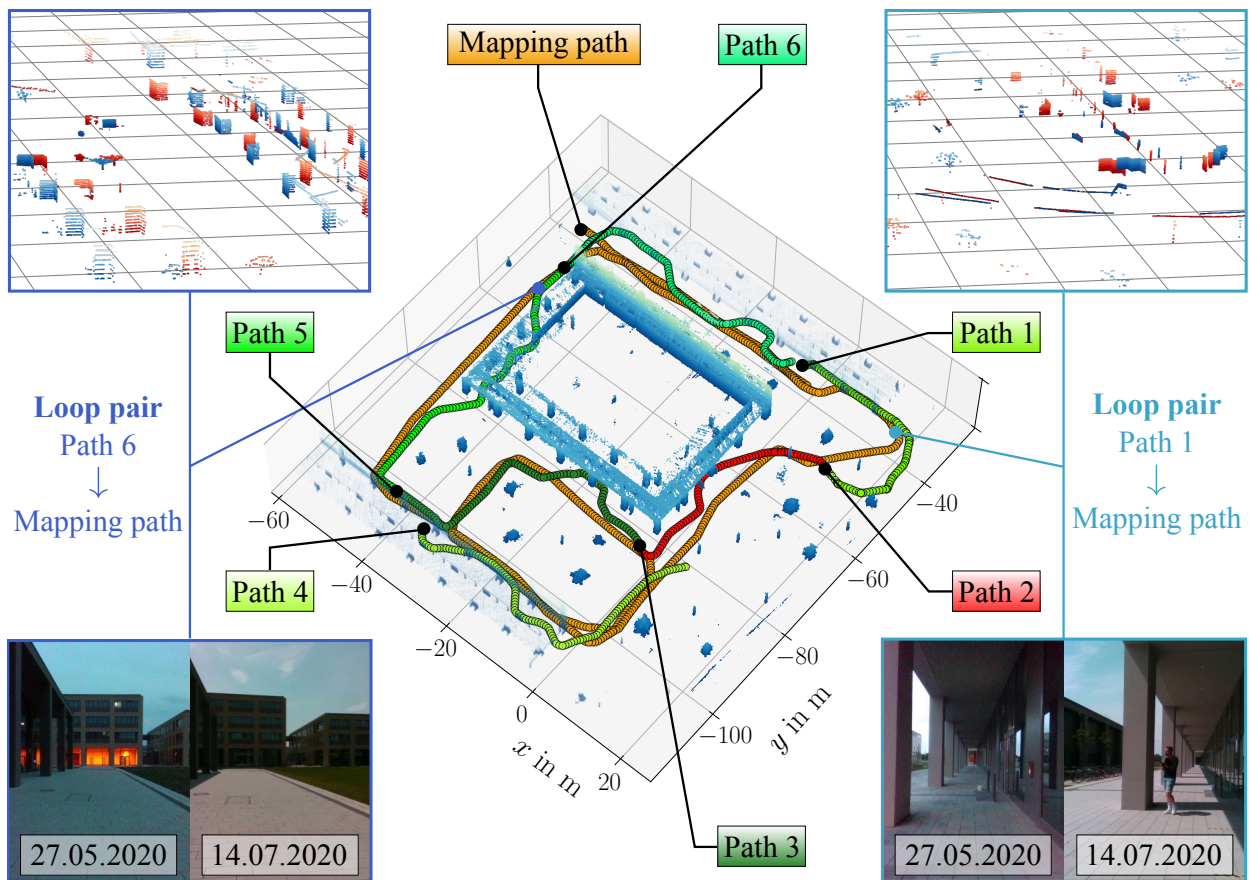 Mapping path
Path 6
Path 5
Path 1
Loop pair
Path 6
↓
Mapping path
Loop pair
Path 1
↓
Mapping path
Path 4
Path 2
Path 3
−60
−40
−20
0
20
x in m
−40
−60
−80
−100
y in m
27.05.2020
14.07.2020
27.05.2020
14.07.2020